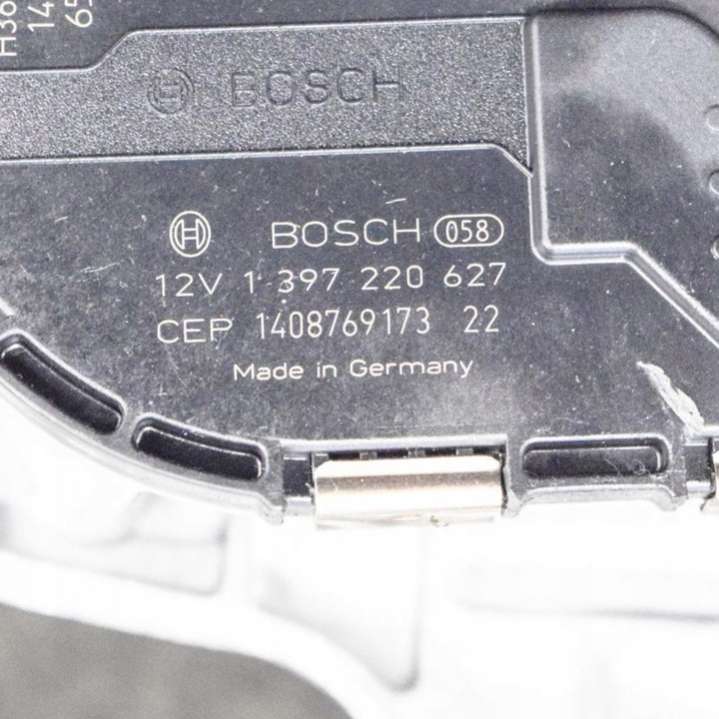 BOSCH
BOSCH 058
12V 1 397 220 627
CEP 1408769173 22
Made in Germany